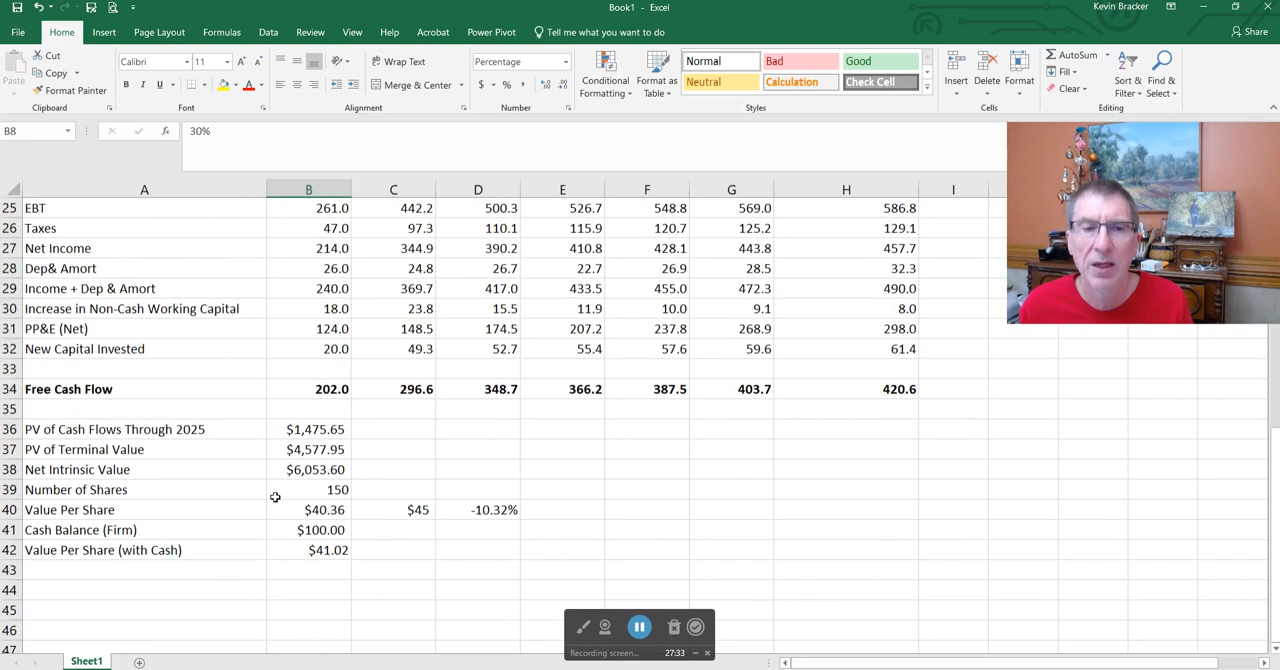 Book1 - Excel
Kevin Bracker
File Home Insert Page Layout Formulas Data Review View Help Acrobat Power Pivot Tell me what you want to do Share
Paste Cut Copy Format Painter Clipboard
Calibri 11 A A B U A Font
Wrap Text Merge & Center Alignment
Percentage $ % , Number
Conditional Formatting Format as Table Normal Bad Good Neutral Calculation Check Cell Styles
Insert Delete Format Cells
AutoSum Fill Clear Sort & Filter Find & Select Editing
B8 fx 30%
A B C D E F G H I
25 EBT 261.0 442.2 500.3 526.7 548.8 569.0 586.8
26 Taxes 47.0 97.3 110.1 115.9 120.7 125.2 129.1
27 Net Income 214.0 344.9 390.2 410.8 428.1 443.8 457.7
28 Dep& Amort 26.0 24.8 26.7 22.7 26.9 28.5 32.3
29 Income + Dep & Amort 240.0 369.7 417.0 433.5 455.0 472.3 490.0
30 Increase in Non-Cash Working Capital 18.0 23.8 15.5 11.9 10.0 9.1 8.0
31 PP&E (Net) 124.0 148.5 174.5 207.2 237.8 268.9 298.0
32 New Capital Invested 20.0 49.3 52.7 55.4 57.6 59.6 61.4
33
34 Free Cash Flow 202.0 296.6 348.7 366.2 387.5 403.7 420.6
35
36 PV of Cash Flows Through 2025 $1,475.65
37 PV of Terminal Value $4,577.95
38 Net Intrinsic Value $6,053.60
39 Number of Shares 150
40 Value Per Share $40.36 $45 -10.32%
41 Cash Balance (Firm) $100.00
42 Value Per Share (with Cash) $41.02
43
44
45
46
47
Recording screen... 27:33
Sheet1